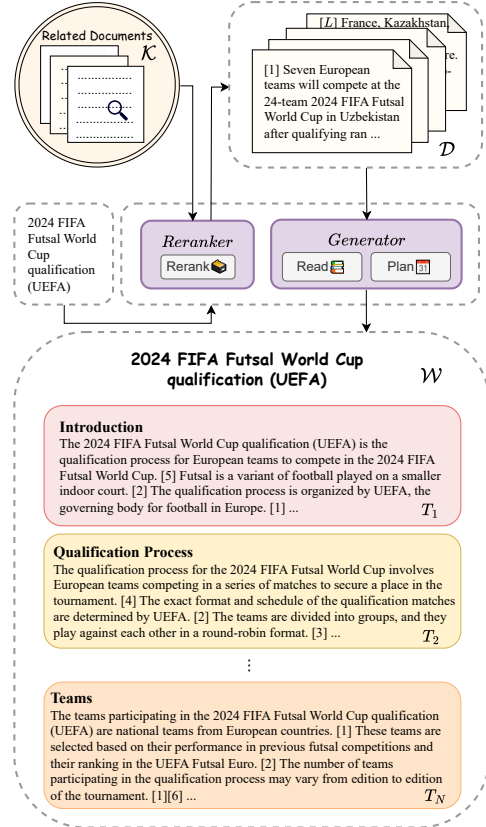 Related Documents
K
[L] France, Kazakhstan,
re.
[1] Seven European
teams will compete at the
24-team 2024 FIFA Futsal
World Cup in Uzbekistan
after qualifying ran ...
D
2024 FIFA
Futsal World
Cup
qualification
(UEFA)
Reranker
Rerank
Generator
Read
Plan
31
2024 FIFA Futsal World Cup
qualification (UEFA)
W
Introduction
The 2024 FIFA Futsal World Cup qualification (UEFA) is the
qualification process for European teams to compete in the 2024 FIFA
Futsal World Cup. [5] Futsal is a variant of football played on a smaller
indoor court. [2] The qualification process is organized by UEFA, the
governing body for football in Europe. [1] ...
T1
Qualification Process
The qualification process for the 2024 FIFA Futsal World Cup involves
European teams competing in a series of matches to secure a place in the
tournament. [4] The exact format and schedule of the qualification matches
are determined by UEFA. [2] The teams are divided into groups, and they
play against each other in a round-robin format. [3] ...
T2
⋮
Teams
The teams participating in the 2024 FIFA Futsal World Cup qualification
(UEFA) are national teams from European countries. [1] These teams are
selected based on their performance in previous futsal competitions and
their ranking in the UEFA Futsal Euro. [2] The number of teams
participating in the qualification process may vary from edition to edition
of the tournament. [1][6] ...
TN